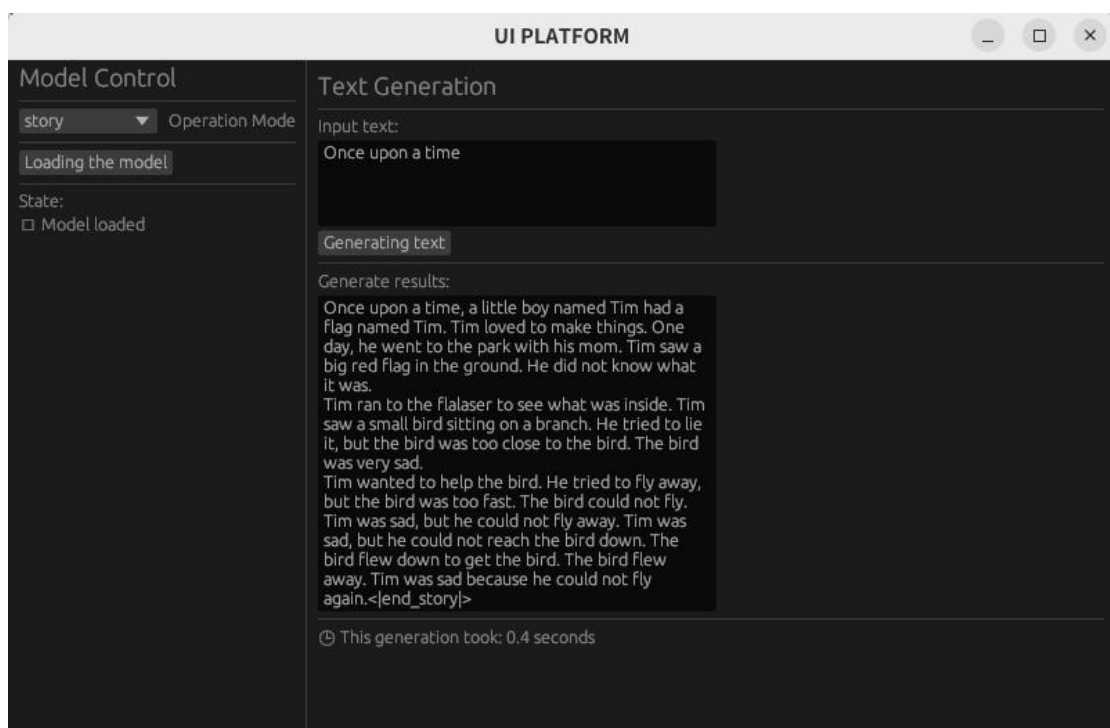 UI PLATFORM
Model Control
story Operation Mode
Loading the model
State:
Model loaded
Text Generation
Input text:
Once upon a time
Generating text
Generate results:
Once upon a time, a little boy named Tim had a
flag named Tim. Tim loved to make things. One
day, he went to the park with his mom. Tim saw a
big red flag in the ground. He did not know what
it was.
Tim ran to the flalaser to see what was inside. Tim
saw a small bird sitting on a branch. He tried to lie
it, but the bird was too close to the bird. The bird
was very sad.
Tim wanted to help the bird. He tried to fly away,
but the bird was too fast. The bird could not fly.
Tim was sad, but he could not fly away. Tim was
sad, but he could not reach the bird down. The
bird flew down to get the bird. The bird flew
away. Tim was sad because he could not fly
again.<|end_story|>
This generation took: 0.4 seconds